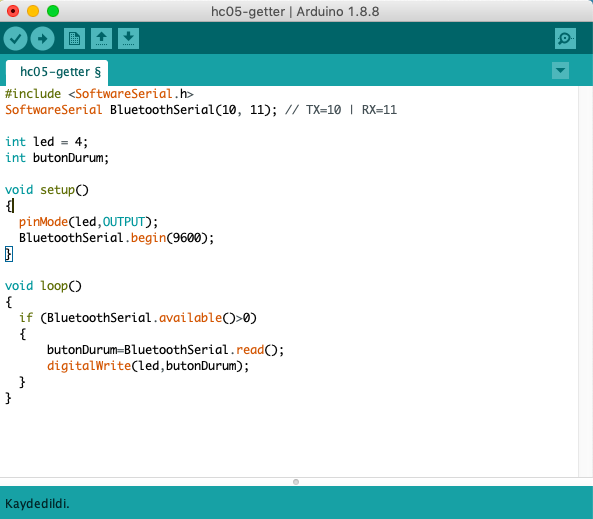 hc05-getter | Arduino 1.8.8
hc05-getter §
#include <SoftwareSerial.h>
SoftwareSerial BluetoothSerial(10, 11); // TX=10 | RX=11
int led = 4;
int butonDurum;
void setup()
{
pinMode(led,OUTPUT);
BluetoothSerial.begin(9600);
}
void loop()
{
if (BluetoothSerial.available()>0)
{
butonDurum=BluetoothSerial.read();
digitalWrite(led,butonDurum);
}
}
Kaydedildi.